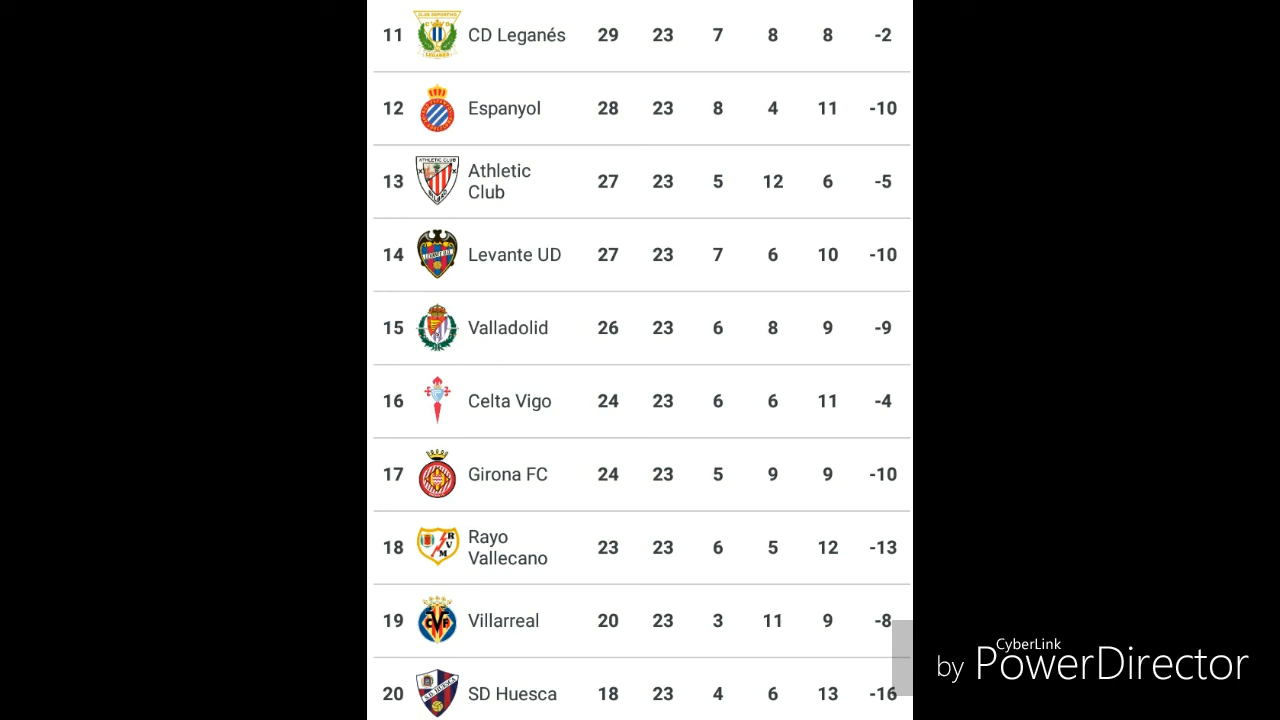 11 CD Leganés 29 23 7 8 8 -2
12 Espanyol 28 23 8 4 11 -10
13 Athletic Club 27 23 5 12 6 -5
14 Levante UD 27 23 7 6 10 -10
15 Valladolid 26 23 6 8 9 -9
16 Celta Vigo 24 23 6 6 11 -4
17 Girona FC 24 23 5 9 9 -10
18 Rayo Vallecano 23 23 6 5 12 -13
19 Villarreal 20 23 3 11 9 -8
20 SD Huesca 18 23 4 6 13 -16
CyberLink
by PowerDirector